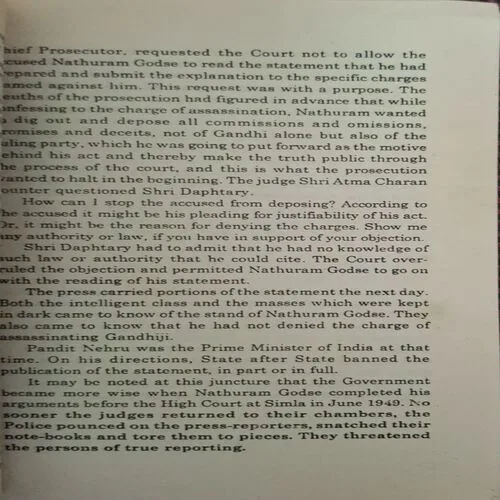 hief Prosecutor, requested the Court not to allow the
ccused Nathuram Godse to read the statement that he had
repared and submit the explanation to the specific charges
ramed against him. This request was with a purpose. The
euths of the prosecution had figured in advance that while
onfessing to the charge of assassination, Nathuram wanted
o dig out and depose all commissions and omissions,
romises and deceits, not of Gandhi alone but also of the
uling party, which he was going to put forward as the motive
ehind his act and thereby make the truth public through
he process of the court, and this is what the prosecution
anted to halt in the beginning. The judge Shri Atma Charan
ounter questioned Shri Daphtary.
How can I stop the accused from deposing? According to
he accused it might be his pleading for justifiability of his act.
Or, it might be the reason for denying the charges. Show me
any authority or law, if you have in support of your objection.
Shri Daphtary had to admit that he had no knowledge of
such law or authority that he could cite. The Court over-
ruled the objection and permitted Nathuram Godse to go on
with the reading of his statement.
The press carried portions of the statement the next day.
Both the intelligent class and the masses which were kept
in dark came to know of the stand of Nathuram Godse. They
also came to know that he had not denied the charge of
assassinating Gandhiji.
Pandit Nehru was the Prime Minister of India at that
time. On his directions, State after State banned the
publication of the statement, in part or in full.
It may be noted at this juncture that the Government
became more wise when Nathuram Godse completed his
arguments before the High Court at Simla in June 1949. No
sooner the judges returned to their chambers, the
Police pounced on the press-reporters, snatched their
note-books and tore them to pieces. They threatened
the persons of true reporting.